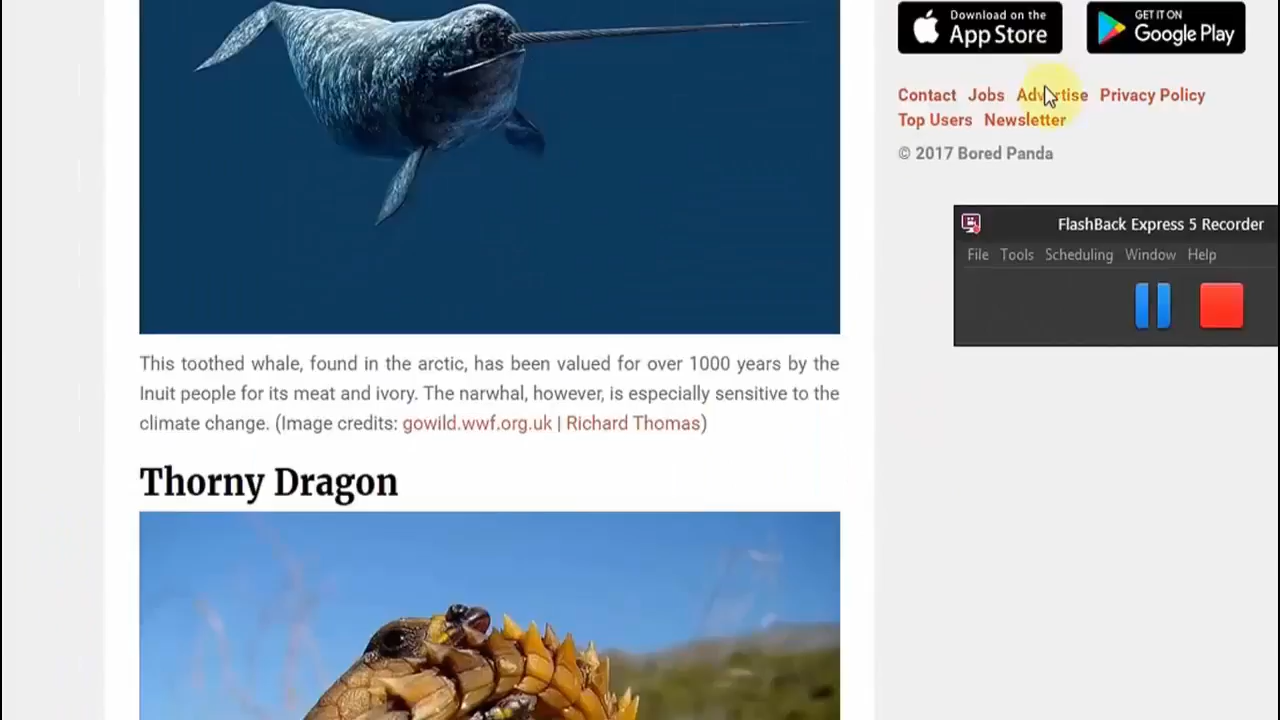 Download on the
App Store
GET IT ON
Google Play
Contact Jobs Advertise Privacy Policy
Top Users Newsletter
© 2017 Bored Panda
FlashBack Express 5 Recorder
File Tools Scheduling Window Help
This toothed whale, found in the arctic, has been valued for over 1000 years by the
Inuit people for its meat and ivory. The narwhal, however, is especially sensitive to the
climate change. (Image credits: gowild.wwf.org.uk | Richard Thomas)
Thorny Dragon